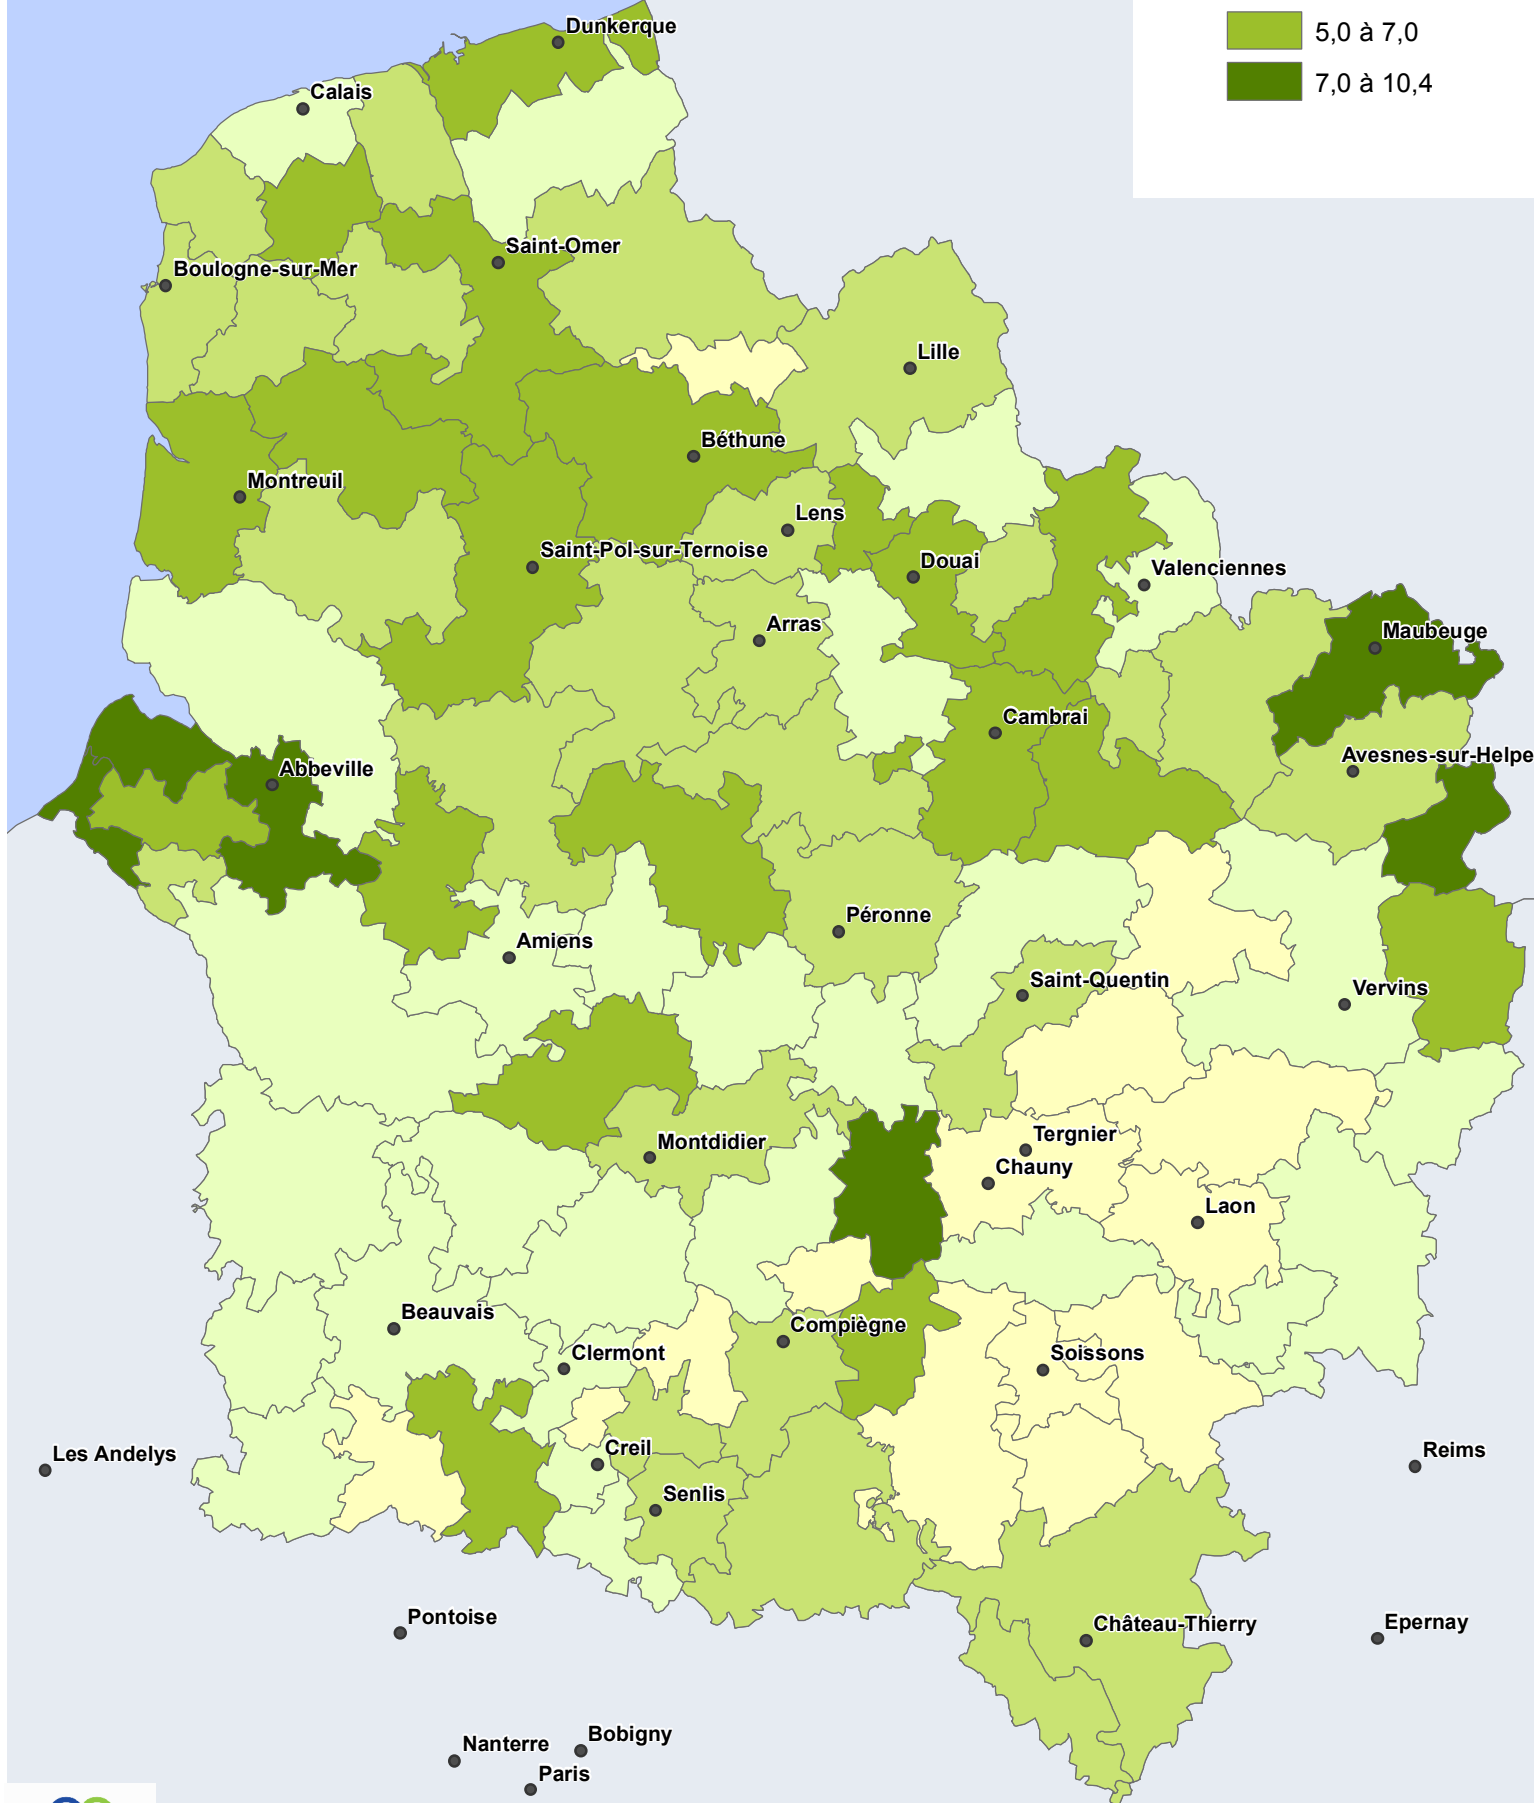 Dunkerque
5,0 à 7,0
7,0 à 10,4
Calais
Saint-Omer
Boulogne-sur-Mer
Lille
Béthune
Montreuil
Lens
Saint-Pol-sur-Ternoise
Douai
Valenciennes
Arras
Maubeuge
Cambrai
Avesnes-sur-Helpe
Abbeville
Péronne
Amiens
Saint-Quentin
Vervins
Montdidier
Tergnier
Chauny
Laon
Beauvais
Compiègne
Clermont
Soissons
Creil
Les Andelys
Reims
Senlis
Pontoise
Château-Thierry
Epernay
Nanterre
Bobigny
Paris